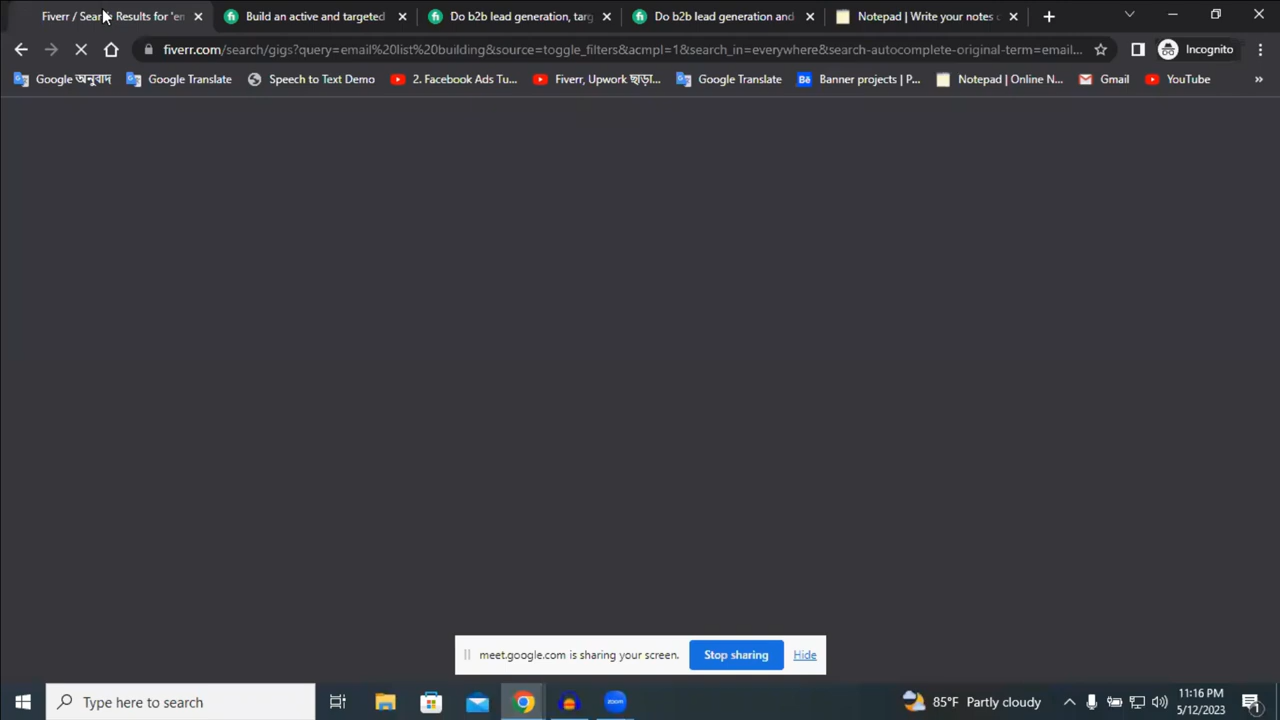 Fiverr / Search Results for 'en
Build an active and targeted
Do b2b lead generation, targ
Do b2b lead generation and
Notepad | Write your notes o
fiverr.com/search/gigs?query=email%20list%20building&source=toggle_filters&acmpl=1&search_in=everywhere&search-autocomplete-original-term=email...
Incognito
Google অনুবাদ
Google Translate
Speech to Text Demo
2. Facebook Ads Tu...
Fiverr, Upwork ছাড়া...
Google Translate
Bē Banner projects | P...
Notepad | Online N...
Gmail
YouTube
»
meet.google.com is sharing your screen.
Stop sharing
Hide
Type here to search
zoom
85°F Partly cloudy
11:16 PM
5/12/2023
1